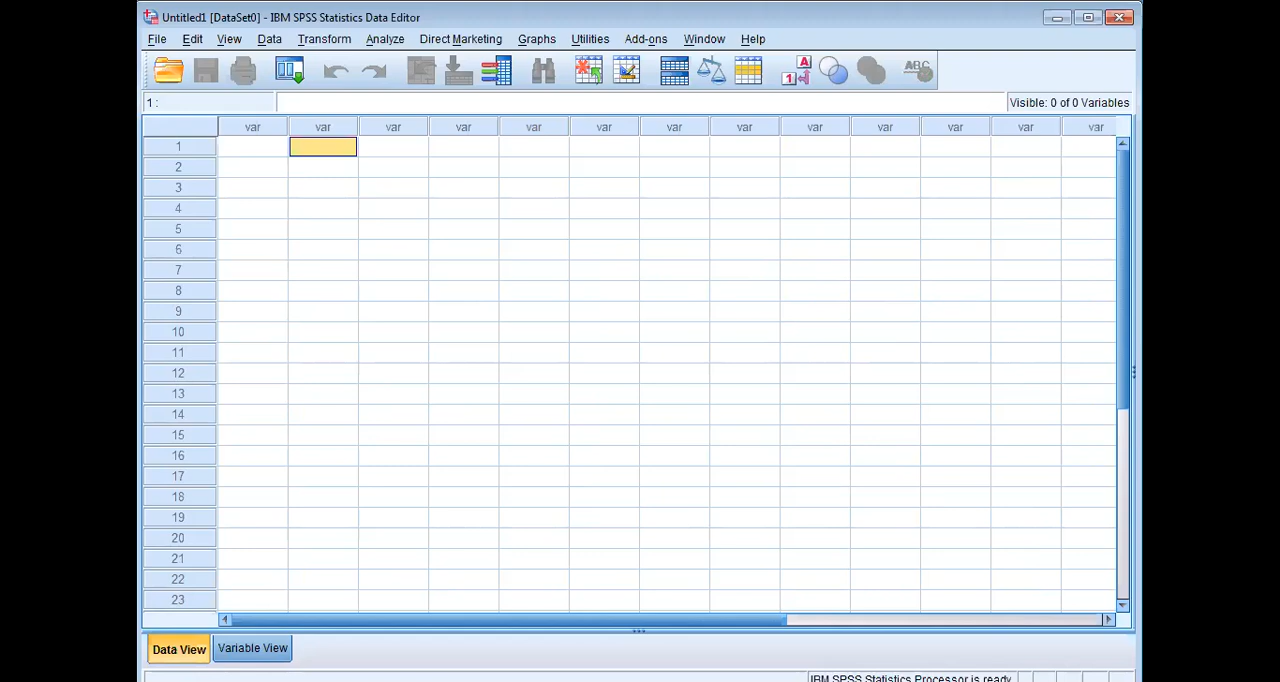 Untitled1 [DataSet0] - IBM SPSS Statistics Data Editor
File Edit View Data Transform Analyze Direct Marketing Graphs Utilities Add-ons Window Help
1 A
ABC
1 : Visible: 0 of 0 Variables
var var var var var var var var var var var var var
1
2
3
4
5
6
7
8
9
10
11
12
13
14
15
16
17
18
19
20
21
22
23
Data View Variable View
IBM SPSS Statistics Processor is ready